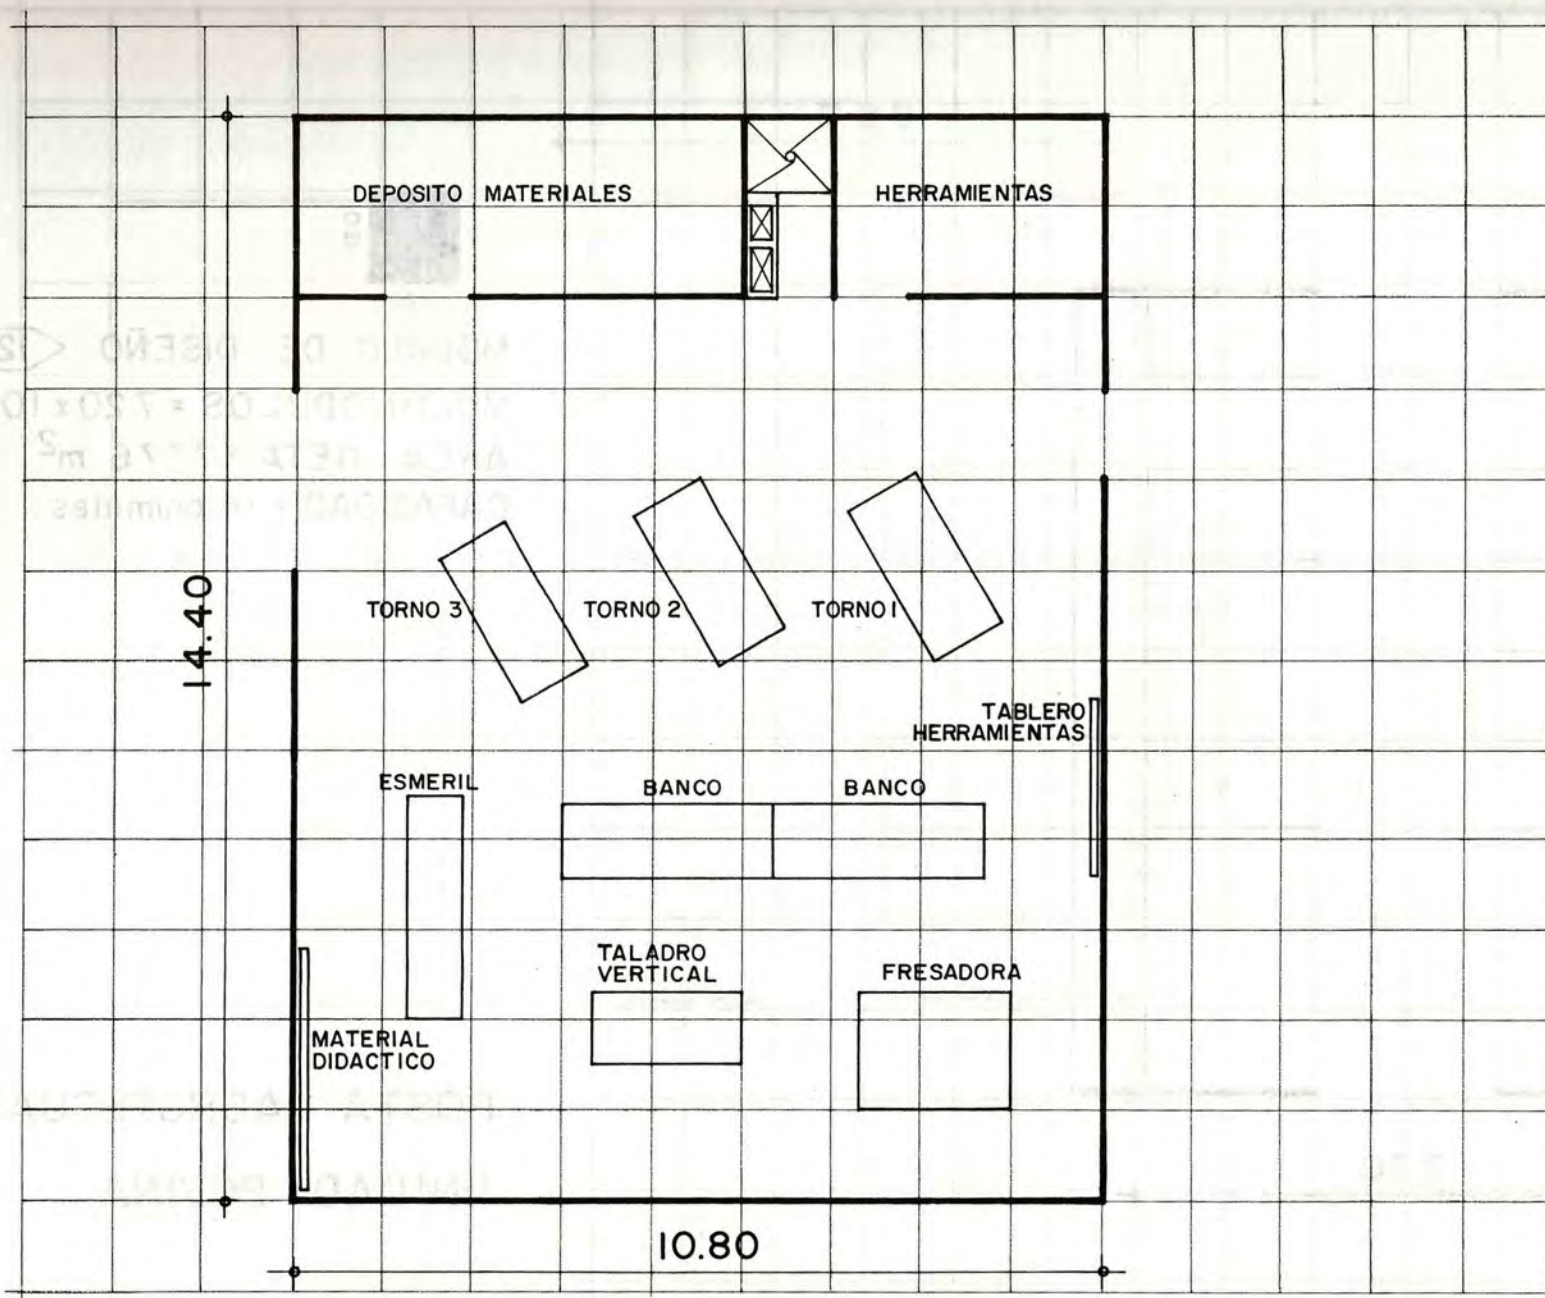 DEPOSITO MATERIALES
HERRAMIENTAS
14.40
TORNO 3
TORNO 2
TORNO 1
TABLERO
HERRAMIENTAS
ESMERIL
BANCO
BANCO
TALADRO
VERTICAL
FRESADORA
MATERIAL
DIDACTICO
10.80